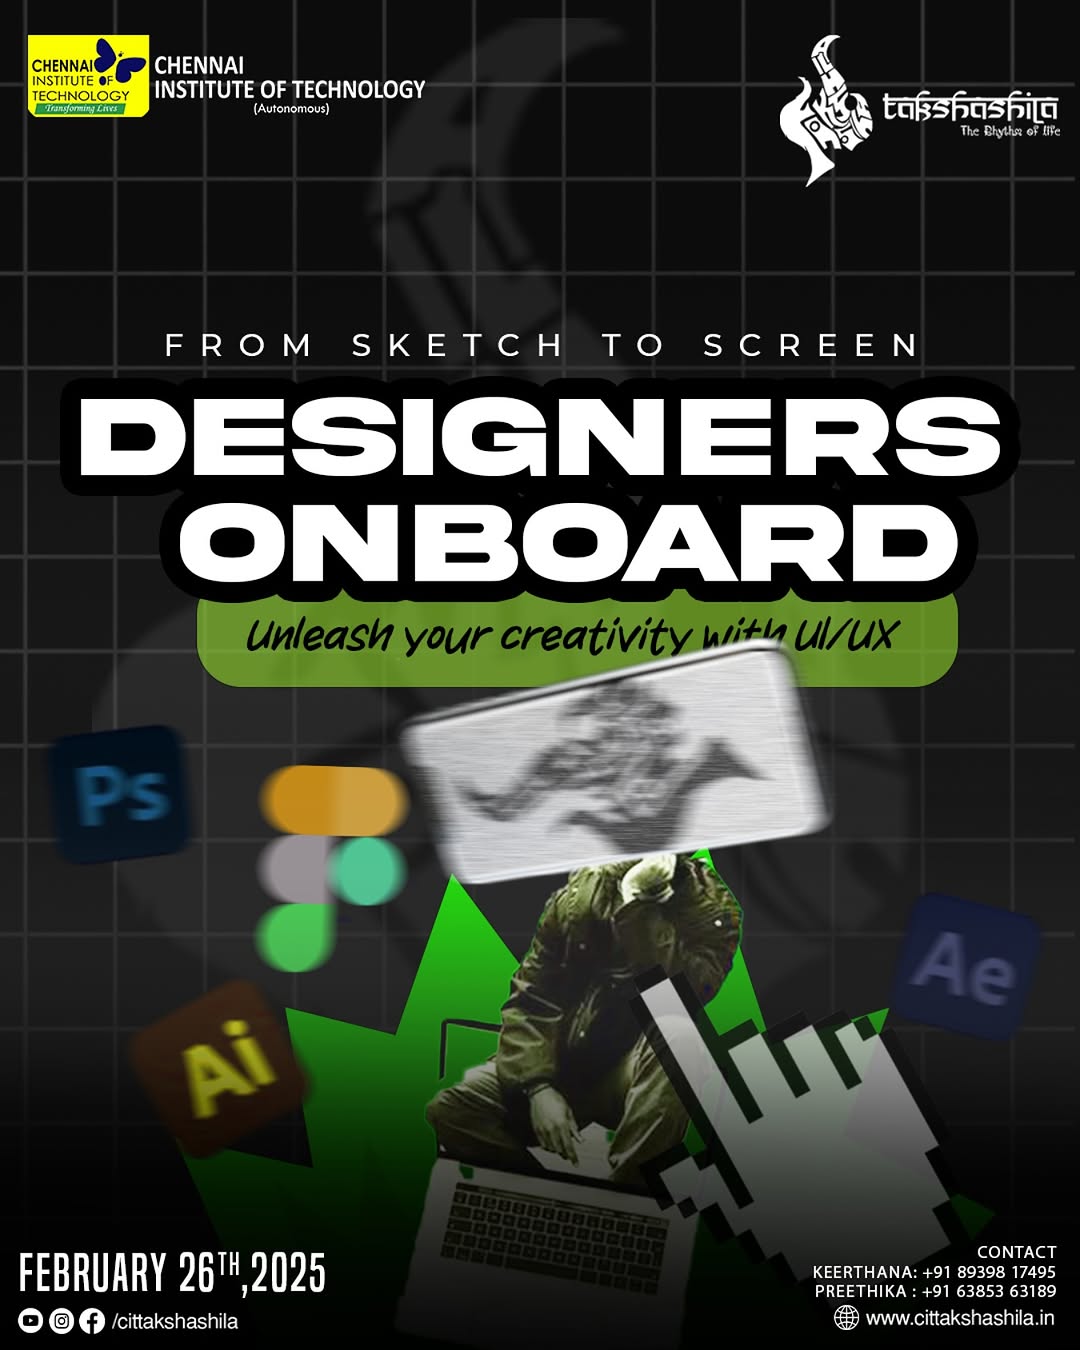 CHENNAI
INSTITUTE OF
TECHNOLOGY
Transforming Lives
CHENNAI
INSTITUTE OF TECHNOLOGY
(Autonomous)
takshashila
The Rhythm of life
FROM SKETCH TO SCREEN
DESIGNERS
ONBOARD
Unleash your creativity with UI/UX
Ps
Ae
Ai
FEBRUARY 26TH,2025
/cittakshashila
CONTACT
KEERTHANA: +91 89398 17495
PREETHIKA : +91 63853 63189
www.cittakshashila.in